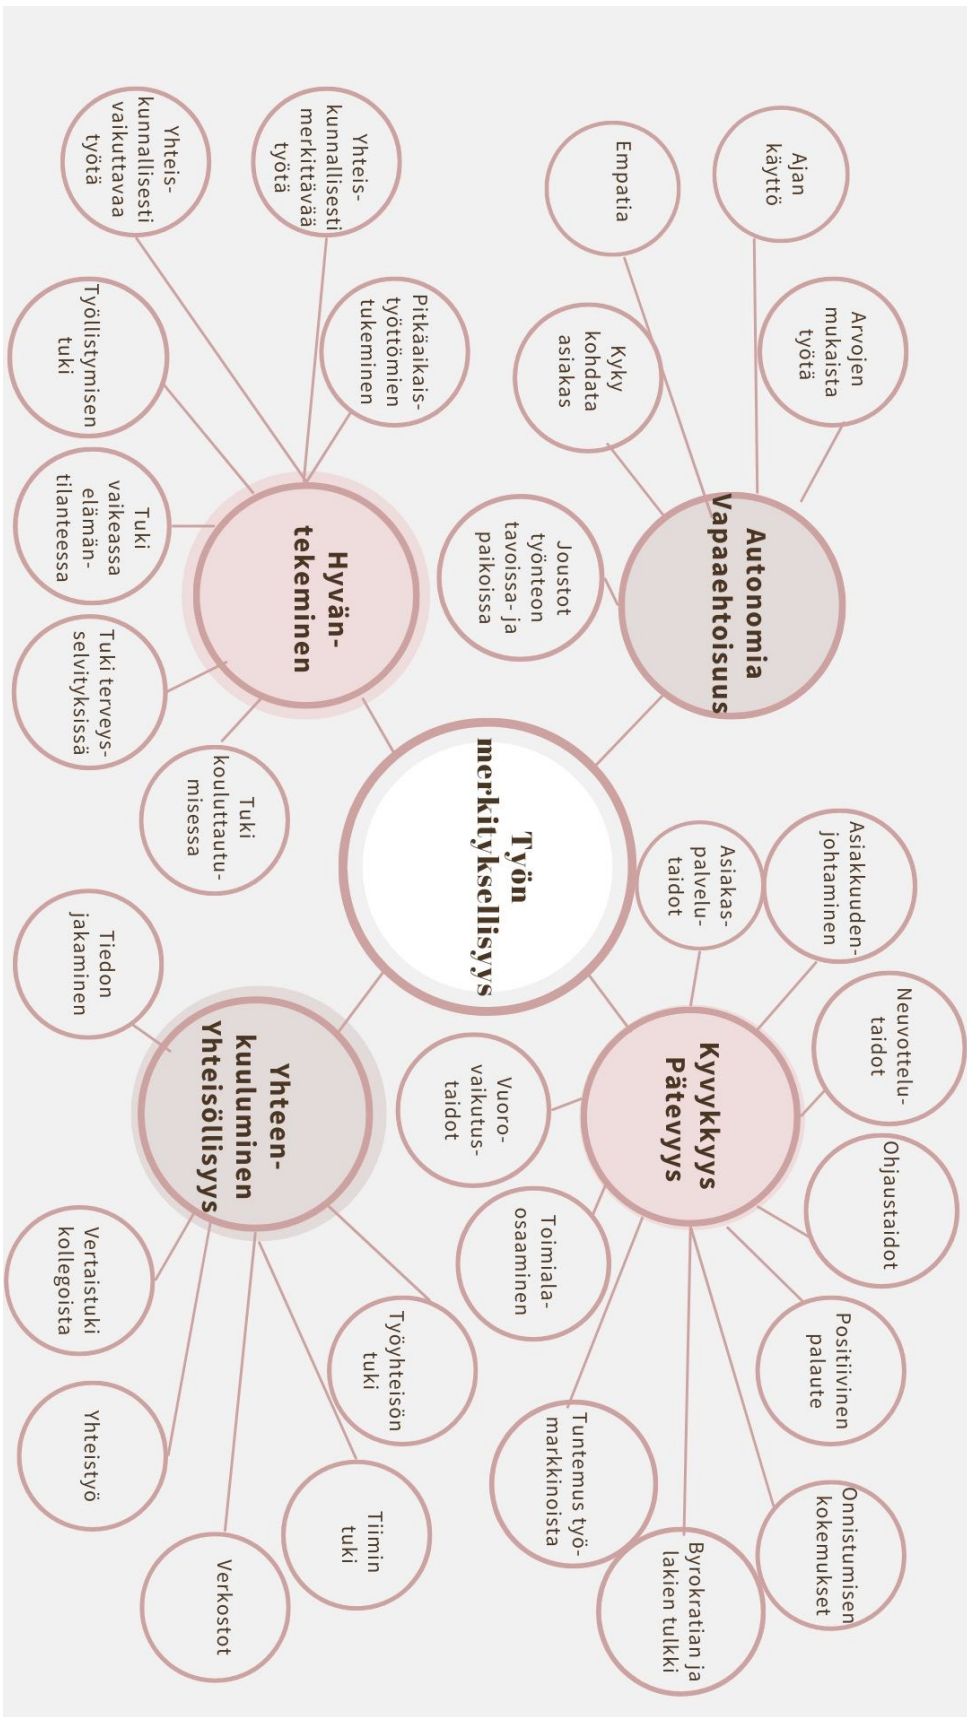 Työn
merkityksellisyys
Autonomia
Vapaaehtoisuus
Ajan
käyttö
Arvojen
mukaista
työtä
Empatia
Kyky
kohdata
asiakas
Joustot
työnteon
tavoissa- ja
paikoissa
Kyvykkyys
Pätevyys
Asiakas-
palvelu-
taidot
Asiakkuuden-
johtaminen
Neuvottelu-
taidot
Ohjaustaidot
Positiivinen
palaute
Onnistumisen
kokemukset
Byrokratian ja
lakien tulkki
Tuntemus työ-
markkinoista
Toimiala-
osaaminen
Vuoro-
vaikutus-
taidot
Hyvän-
tekeminen
Yhteis-
kunnallisesti
vaikuttavaa
työtä
Yhteis-
kunnallisesti
merkittävää
työtä
Pitkäaikais-
työttömien
tukeminen
Työllistymisen
tuki
Tuki
vaikeassa
elämän-
tilanteessa
Tuki terveys-
selvityksissä
Tuki
kouluttautu-
misessa
Yhteen-
kuuluminen
Yhteisöllisyys
Tiedon
jakaminen
Vertaistuki
kollegoista
Yhteistyö
Verkostot
Tiimin
tuki
Työyhteisön
tuki